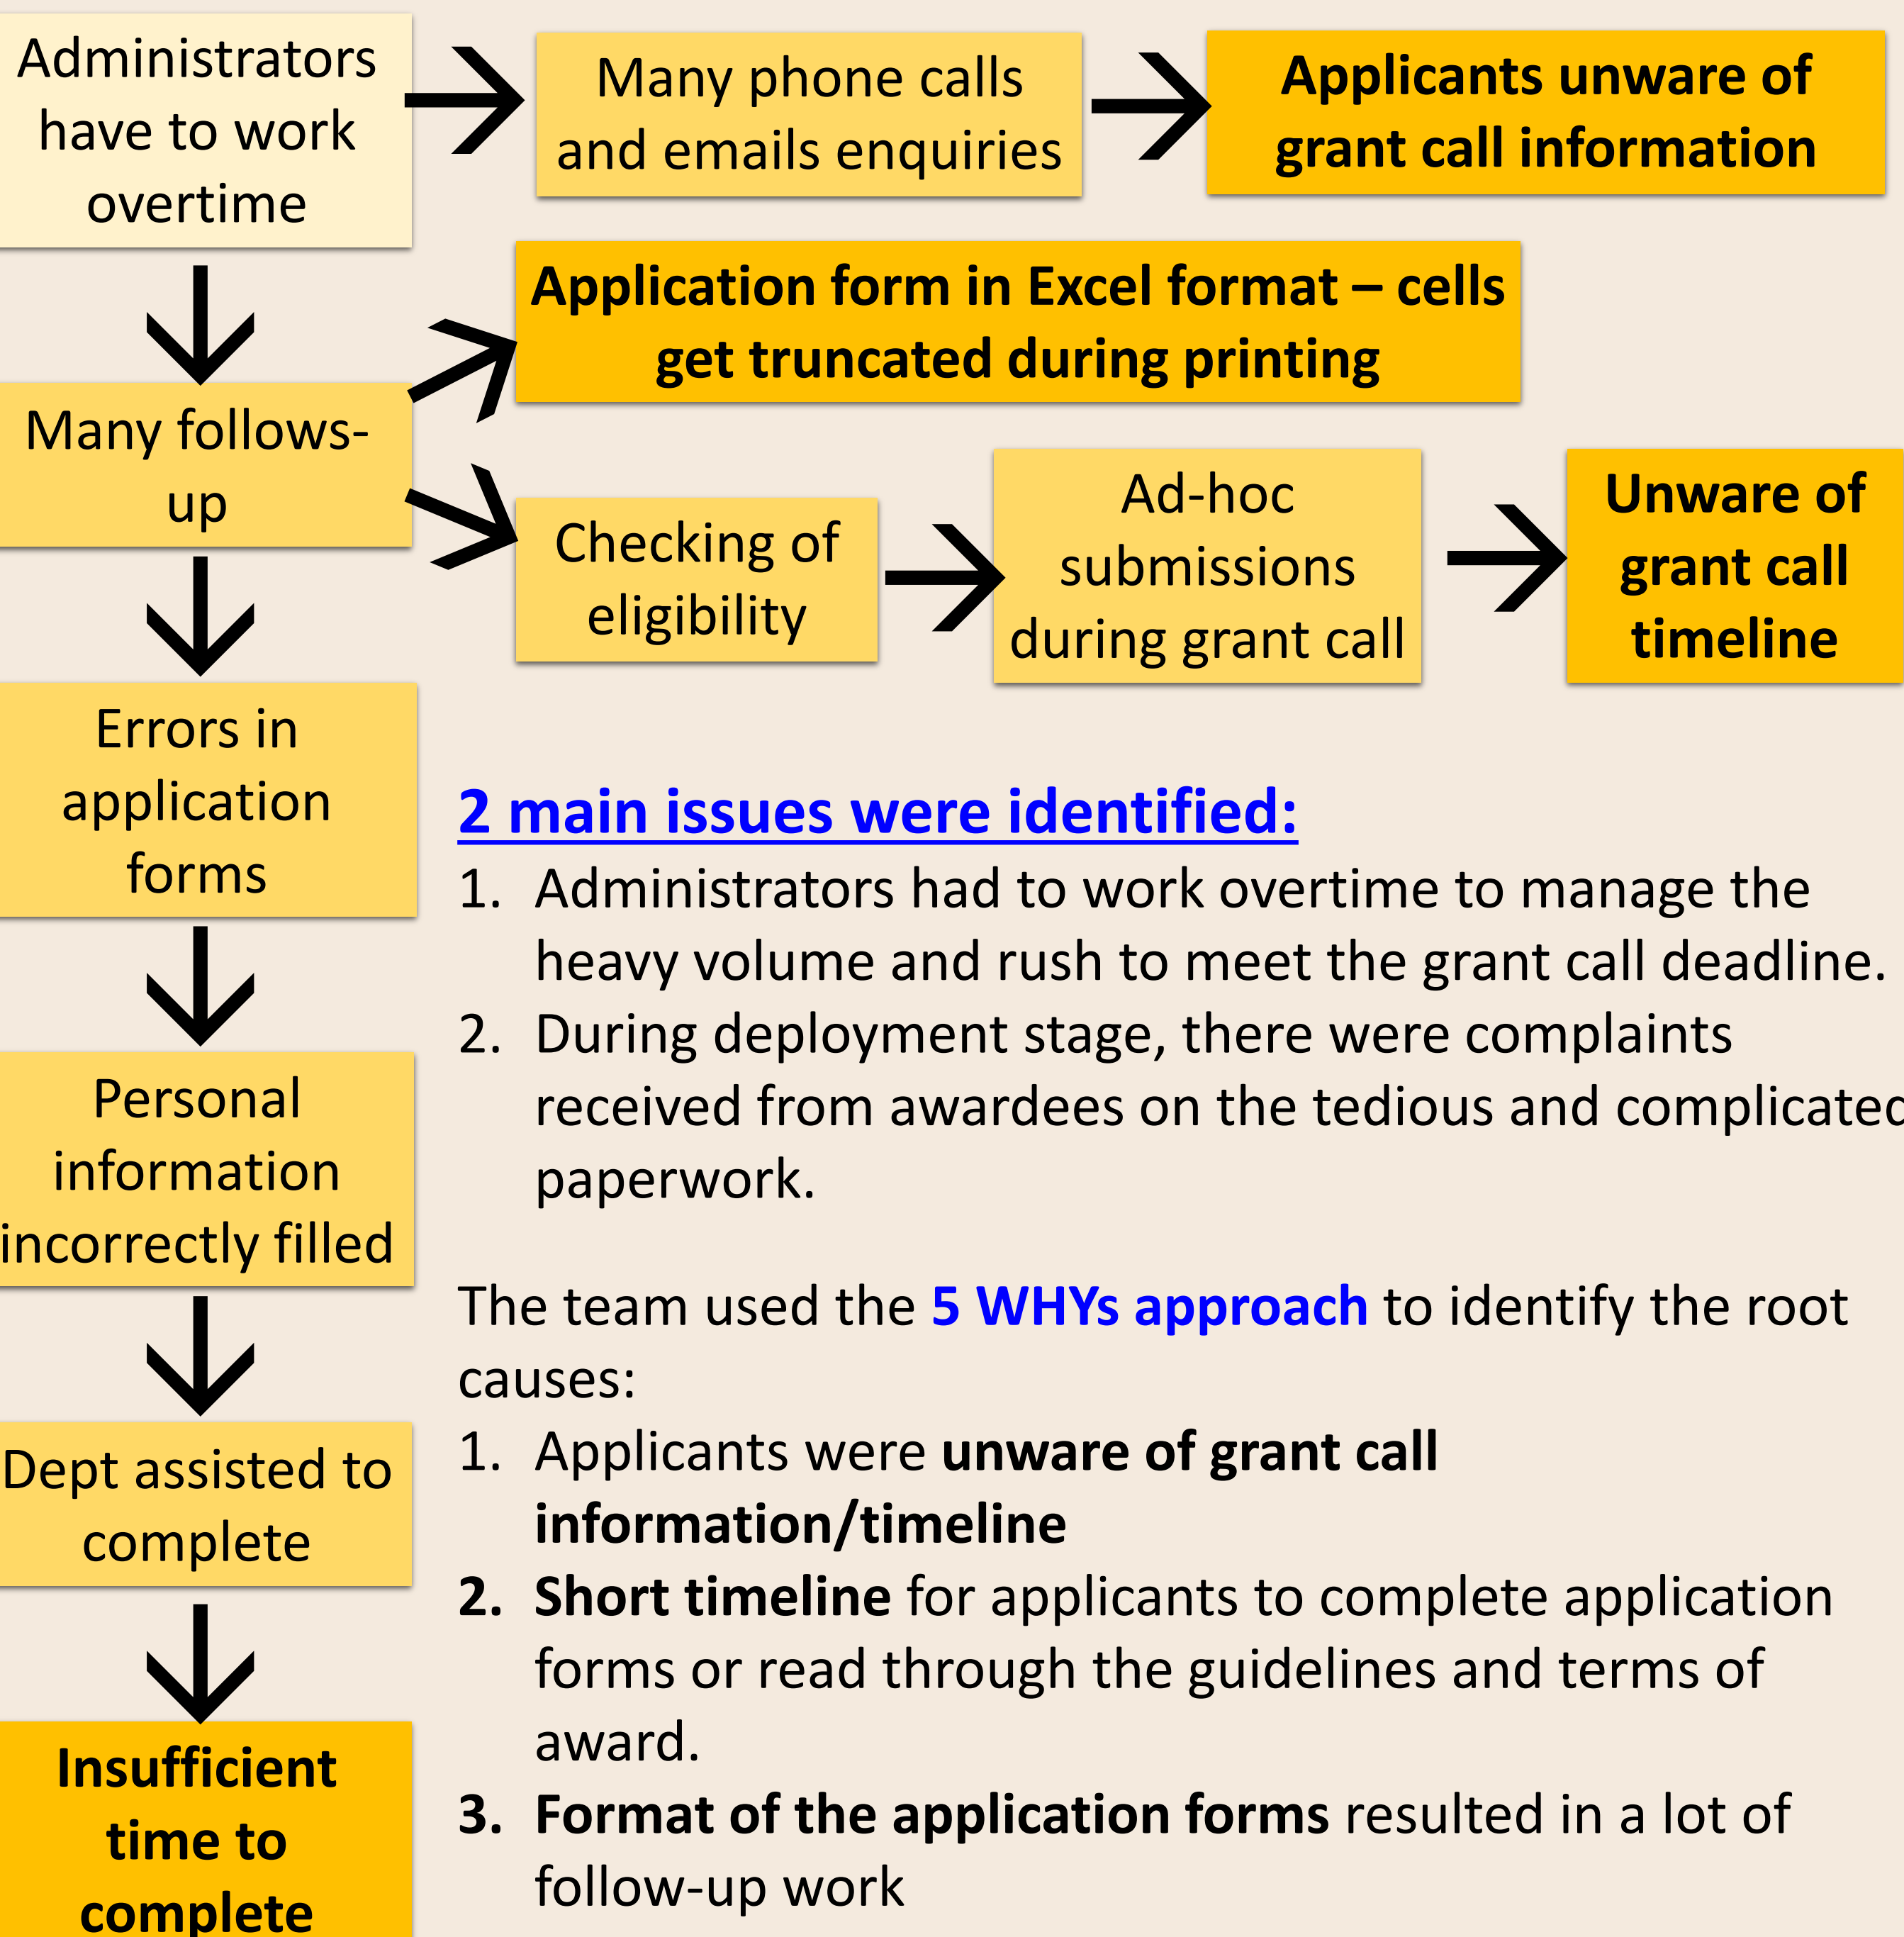 Administrators
have to work
overtime
Many phone calls
and emails enquiries
Applicants unware of
grant call information
Application form in Excel format – cells
get truncated during printing
Many follows-
up
Checking of
eligibility
Ad-hoc
submissions
during grant call
Unware of
grant call
timeline
Errors in
application
forms
Personal
information
incorrectly filled
Dept assisted to
complete
Insufficient
time to
complete
2 main issues were identified:
1. Administrators had to work overtime to manage the
heavy volume and rush to meet the grant call deadline.
2. During deployment stage, there were complaints
received from awardees on the tedious and complicated
paperwork.
The team used the 5 WHYs approach to identify the root
causes:
1. Applicants were unware of grant call
information/timeline
2. Short timeline for applicants to complete application
forms or read through the guidelines and terms of
award.
3. Format of the application forms resulted in a lot of
follow-up work